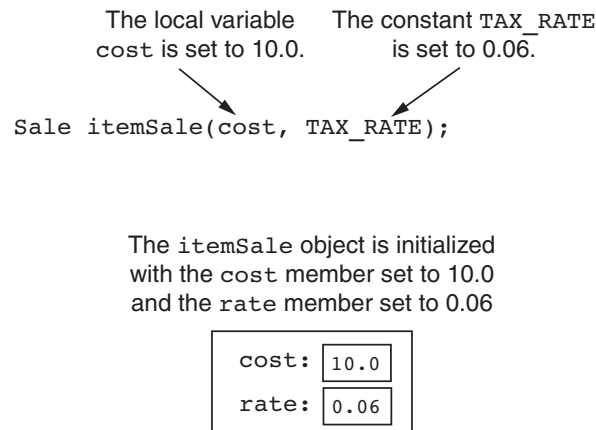 The local variable
cost is set to 10.0.
The constant TAX_RATE
is set to 0.06.
Sale itemSale(cost, TAX_RATE);
The itemSale object is initialized
with the cost member set to 10.0
and the rate member set to 0.06
cost: 10.0
rate: 0.06